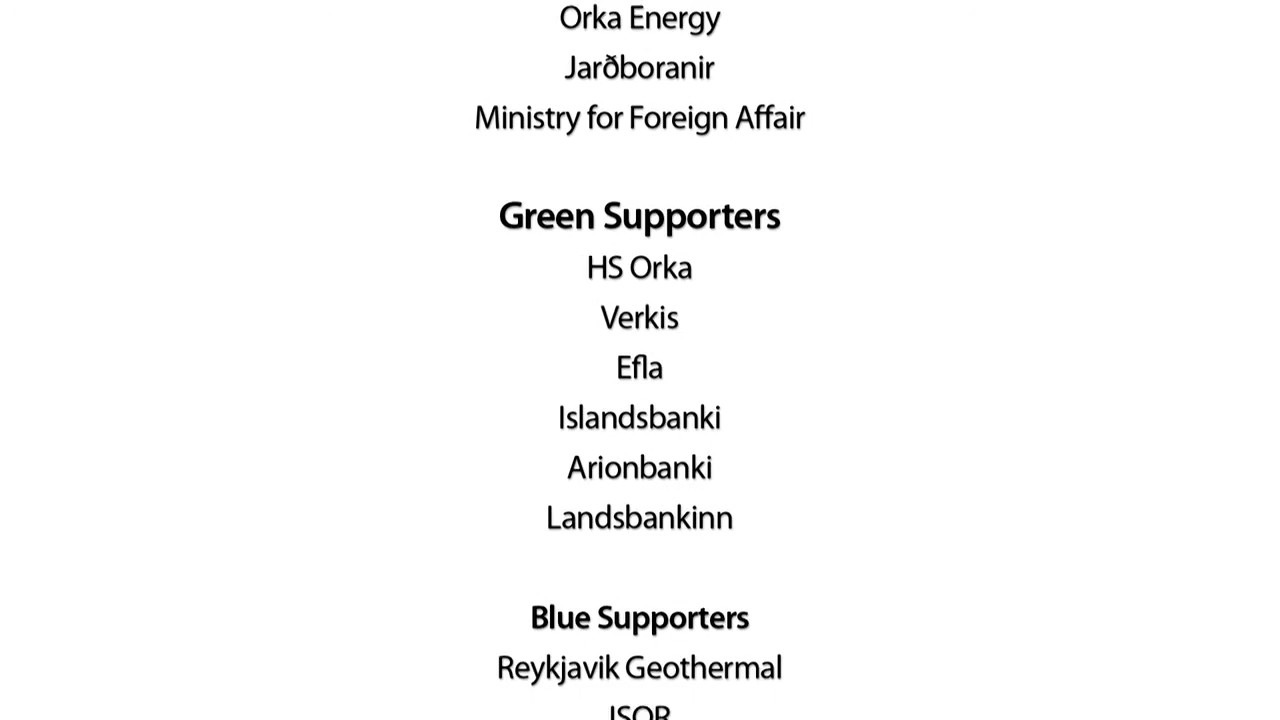 Orka Energy
Jarðboranir
Ministry for Foreign Affair
Green Supporters
HS Orka
Verkis
Efla
Islandsbanki
Arionbanki
Landsbankinn
Blue Supporters
Reykjavik Geothermal
ISOR